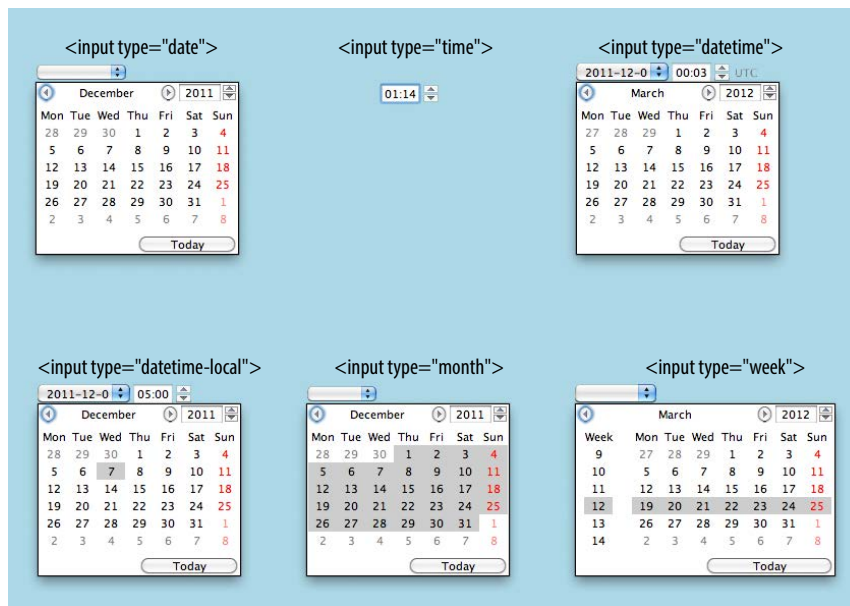 <input type="date">
December 2011
Mon Tue Wed Thu Fri Sat Sun
28 29 30 1 2 3 4
5 6 7 8 9 10 11
12 13 14 15 16 17 18
19 20 21 22 23 24 25
26 27 28 29 30 31 1
2 3 4 5 6 7 8
Today
<input type="time">
01:14
<input type="datetime">
2011-12-0 00:03 UTC
March 2012
Mon Tue Wed Thu Fri Sat Sun
27 28 29 1 2 3 4
5 6 7 8 9 10 11
12 13 14 15 16 17 18
19 20 21 22 23 24 25
26 27 28 29 30 31 1
2 3 4 5 6 7 8
Today
<input type="datetime-local">
2011-12-0 05:00
December 2011
Mon Tue Wed Thu Fri Sat Sun
28 29 30 1 2 3 4
5 6 7 8 9 10 11
12 13 14 15 16 17 18
19 20 21 22 23 24 25
26 27 28 29 30 31 1
2 3 4 5 6 7 8
Today
<input type="month">
December 2011
Mon Tue Wed Thu Fri Sat Sun
28 29 30 1 2 3 4
5 6 7 8 9 10 11
12 13 14 15 16 17 18
19 20 21 22 23 24 25
26 27 28 29 30 31 1
2 3 4 5 6 7 8
Today
<input type="week">
March 2012
Week Mon Tue Wed Thu Fri Sat Sun
9 27 28 29 1 2 3 4
10 5 6 7 8 9 10 11
11 12 13 14 15 16 17 18
12 19 20 21 22 23 24 25
13 26 27 28 29 30 31 1
14 2 3 4 5 6 7 8
Today